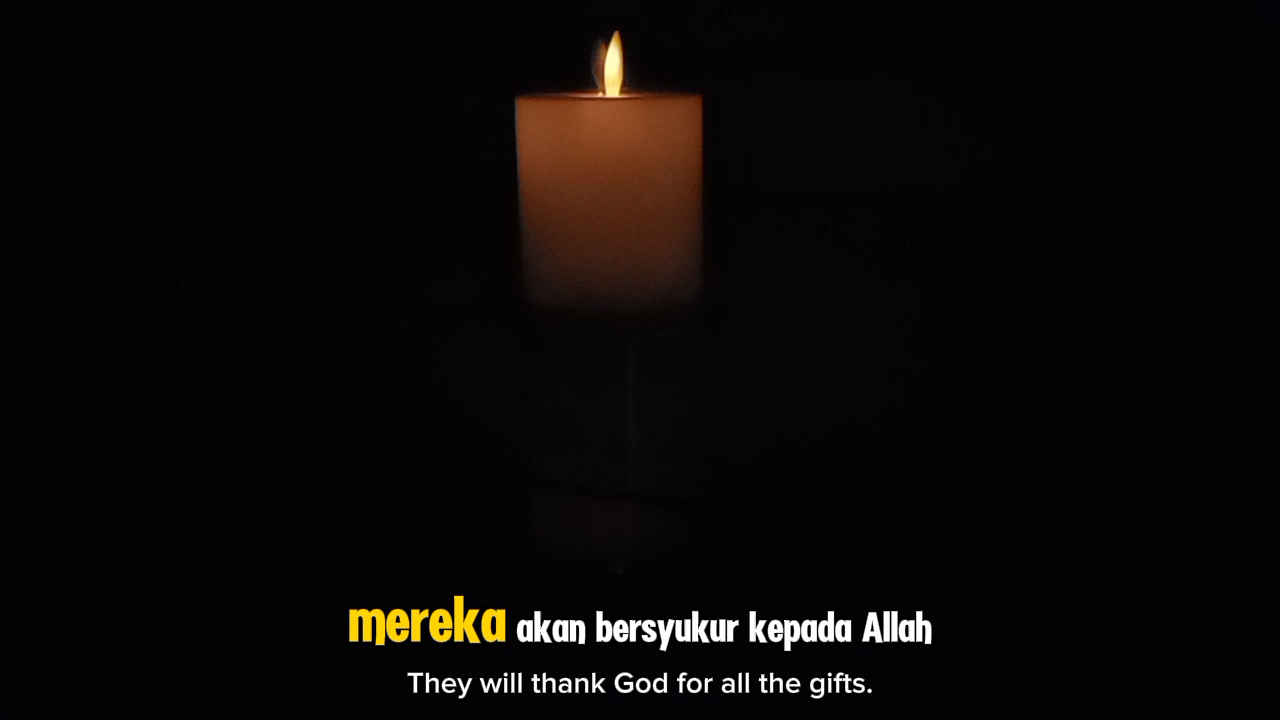 mereka akan bersyukur kepada Allah
They will thank God for all the gifts.